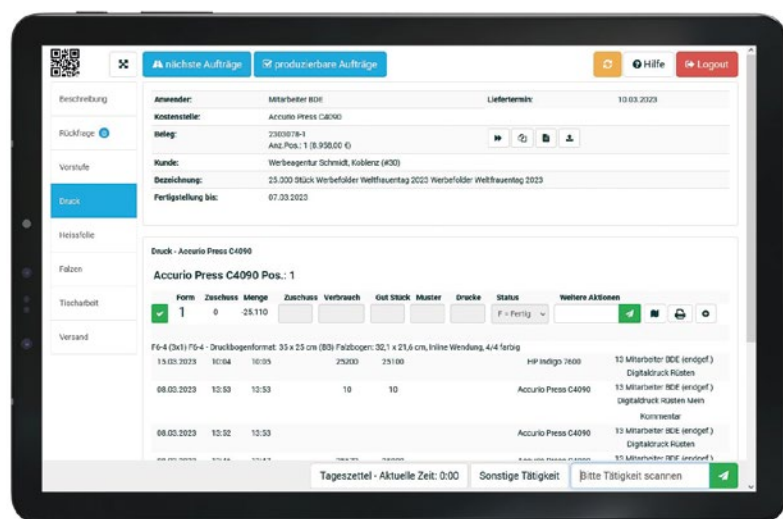 nächste Aufträge produzierbare Aufträge Hilfe Logout
Beschreibung
Rückfrage 0
Vorstufe
Druck
Heissfolie
Falzen
Tischarbeit
Versand
Anwender: Mitarbeiter BDE Liefertermin: 10.03.2023
Kostenstelle: Accurio Press C4090
Beleg: 2303078-1
Anz.Pos.: 1 (8.958,00 €)
Kunde: Werbeagentur Schmidt, Koblenz (#30)
Bezeichnung: 25.000 Stück Werbefolder Weltfrauentag 2023 Werbefolder Weltfrauentag 2023
Fertigstellung bis: 07.03.2023
Druck - Accurio Press C4090
Accurio Press C4090 Pos.: 1
Form Zuschuss Menge Zuschuss Verbrauch Gut Stück Muster Drucke Status Weitere Aktionen
1 0 -25.110 F = Fertig
F6-4 (3x1) F6-4 - Druckbogenformat: 35 x 25 cm (BB) Falzbogen: 32,1 x 21,6 cm, Inline Wendung, 4/4 farbig
15.03.2023 10:04 10:05 25200 25100 HP Indigo 7600 13 Mitarbeiter BDE (endgef.)
Digitaldruck Rüsten
08.03.2023 13:53 13:53 10 10 Accurio Press C4090 13 Mitarbeiter BDE (endgef.)
Digitaldruck Rüsten Mein
Kommentar
08.03.2023 13:52 13:53 Accurio Press C4090 13 Mitarbeiter BDE (endgef.)
Digitaldruck Rüsten
Tageszettel - Aktuelle Zeit: 0:00 Sonstige Tätigkeit Bitte Tätigkeit scannen